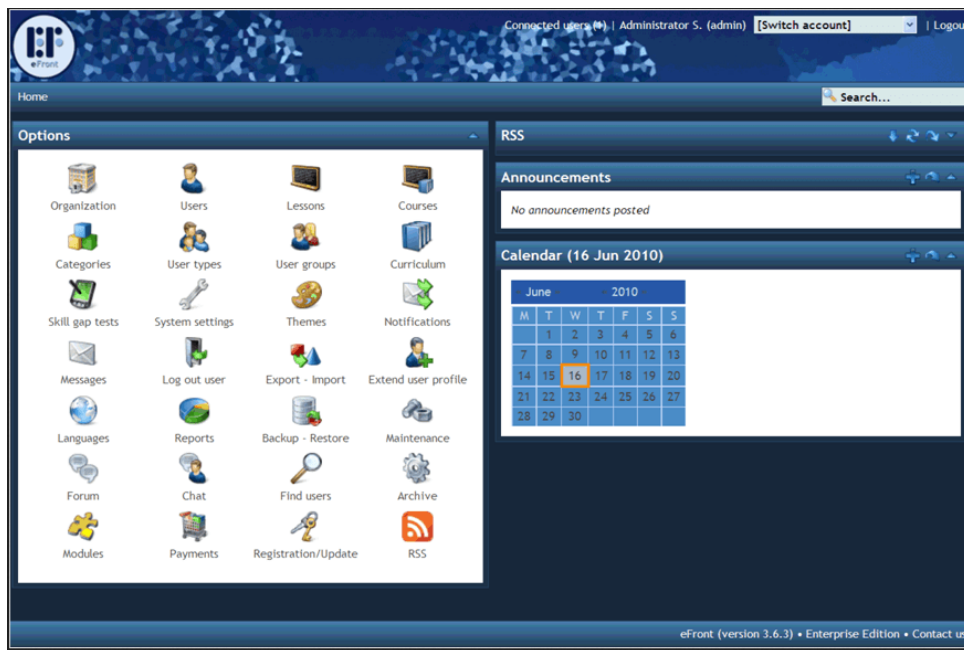 Connected users ( ) | Administrator S. (admin) [Switch account] | Logou
eFront
Home
Search...
Options
Organization Users Lessons Courses
Categories User types User groups Curriculum
Skill gap tests System settings Themes Notifications
Messages Log out user Export - Import Extend user profile
Languages Reports Backup - Restore Maintenance
Forum Chat Find users Archive
Modules Payments Registration/Update RSS
RSS
Announcements
No announcements posted
Calendar (16 Jun 2010)
June 2010
M T W T F S S
1 2 3 4 5 6
7 8 9 10 11 12 13
14 15 16 17 18 19 20
21 22 23 24 25 26 27
28 29 30
eFront (version 3.6.3) • Enterprise Edition • Contact us